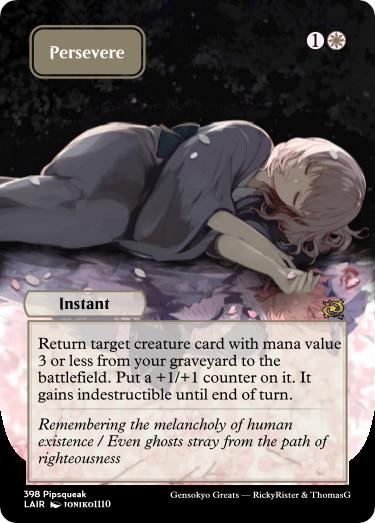 Persevere
1
Instant
Return target creature card with mana value
3 or less from your graveyard to the
battlefield. Put a +1/+1 counter on it. It
gains indestructible until end of turn.
Remembering the melancholy of human
existence / Even ghosts stray from the path of
righteousness
398 Pipsqueak
LAIR TONIKO1110
Gensokyo Greats — RickyRister & ThomasG